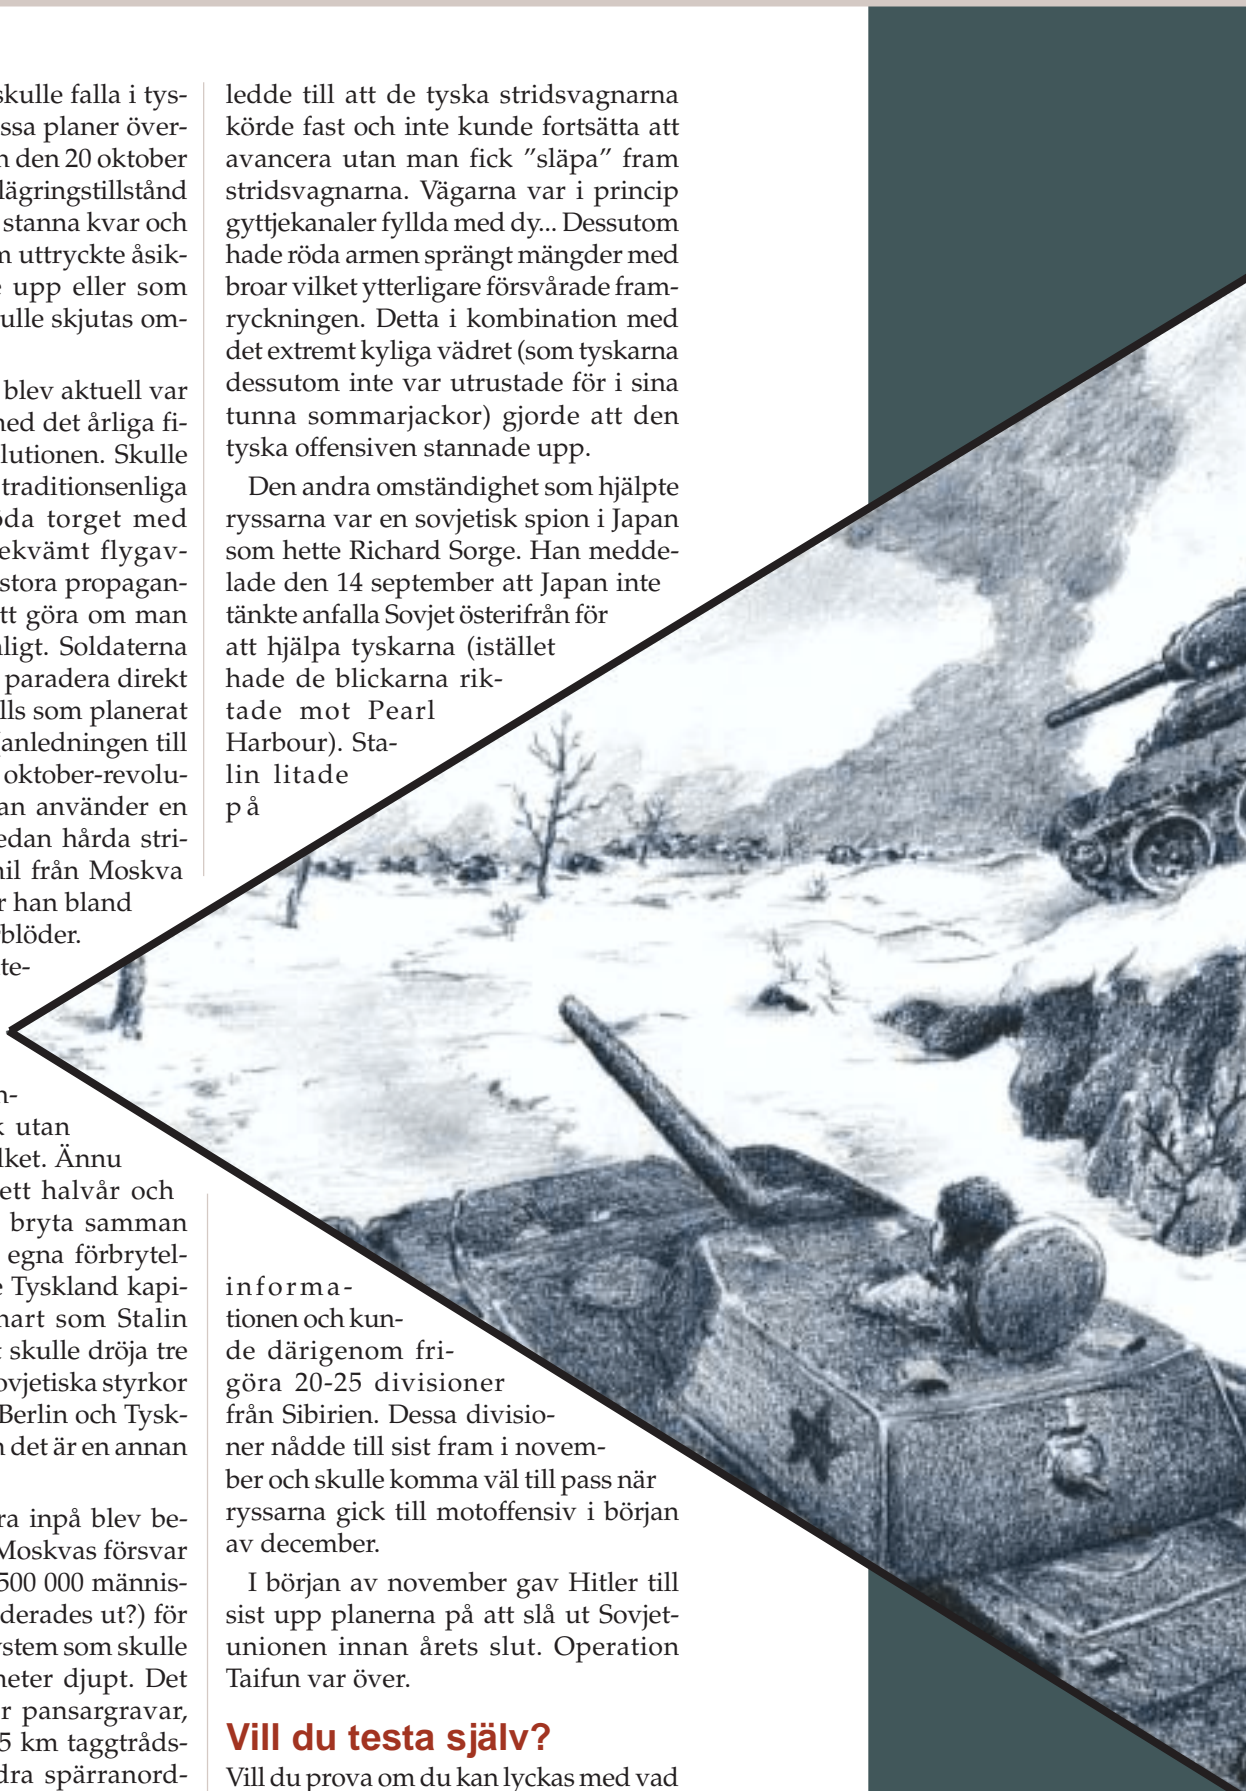 skulle falla i tys-
ssa planer över-
n den 20 oktober
lägringstillstånd
stanna kvar och
m uttryckte åsik-
e upp eller som
ulle skjutas om-
blev aktuell var
ned det årliga fi-
lutionen. Skulle
traditionsenliga
öda torget med
ekvämt flygav-
stora propagan-
tt göra om man
ligt. Soldaterna
paradera direkt
lls som planerat
(anledningen till
oktober-revolu-
an använder en
edan hårda stri-
nil från Moskva
r han bland
blöder.
te-
n-
k utan
lket. Ännu
ett halvår och
bryta samman
egna förbrytel-
e Tyskland kapi-
nart som Stalin
t skulle dröja tre
ovjetiska styrkor
Berlin och Tysk-
n det är en annan
ra inpå blev be-
Moskvas försvar
500 000 männis-
derades ut?) för
ystem som skulle
neter djupt. Det
r pansargravar,
5 km taggtråds-
dra spärranord-
ledde till att de tyska stridsvagnarna
körde fast och inte kunde fortsätta att
avancera utan man fick ”släpa” fram
stridsvagnarna. Vägarna var i princip
gyttjekanaler fyllda med dy... Dessutom
hade röda armen sprängt mängder med
broar vilket ytterligare försvårade fram-
ryckningen. Detta i kombination med
det extremt kyliga vädret (som tyskarna
dessutom inte var utrustade för i sina
tunna sommarjackor) gjorde att den
tyska offensiven stannade upp.
Den andra omständighet som hjälpte
ryssarna var en sovjetisk spion i Japan
som hette Richard Sorge. Han medde-
lade den 14 september att Japan inte
tänkte anfalla Sovjet österifrån för
att hjälpa tyskarna (istället
hade de blickarna rik-
tade mot Pearl
Harbour). Sta-
lin litade
på
informa-
tionen och kun-
de därigenom fri-
göra 20-25 divisioner
från Sibirien. Dessa divisio-
ner nådde till sist fram i novem-
ber och skulle komma väl till pass när
ryssarna gick till motoffensiv i början
av december.
I början av november gav Hitler till
sist upp planerna på att slå ut Sovjet-
unionen innan årets slut. Operation
Taifun var över.
Vill du testa själv?
Vill du prova om du kan lyckas med vad